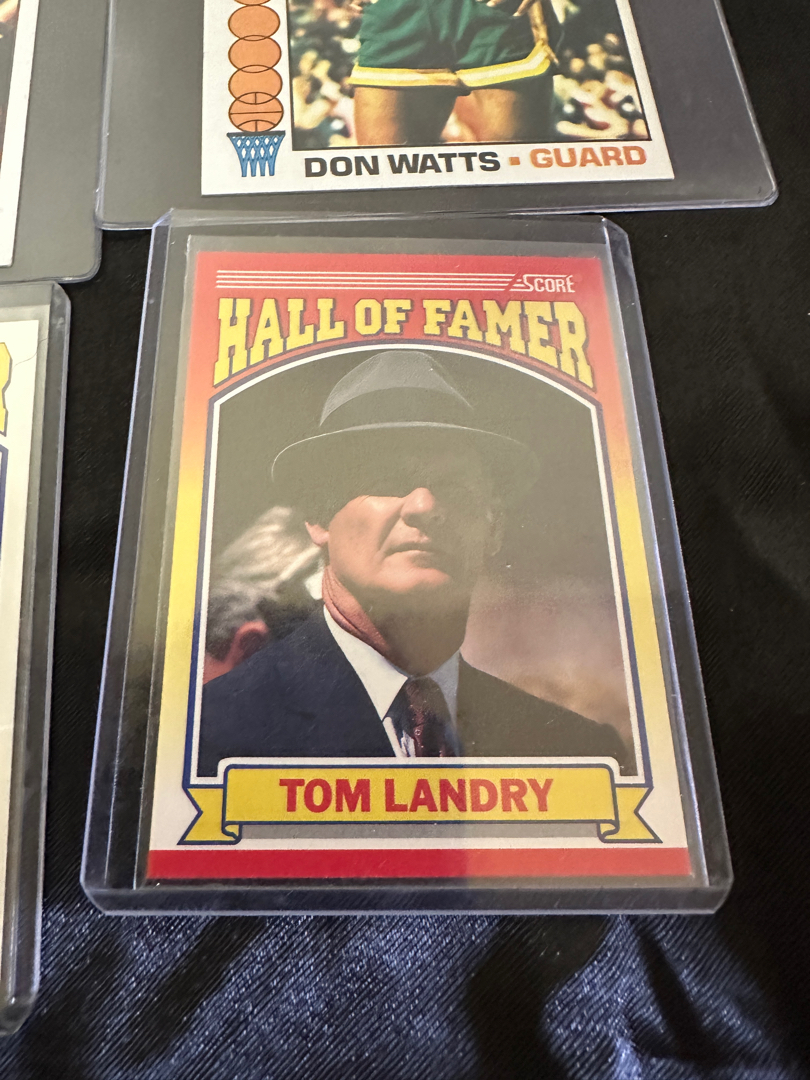 DON WATTS ▪ GUARD
SCORE
HALL OF FAMER
R
TOM LANDRY